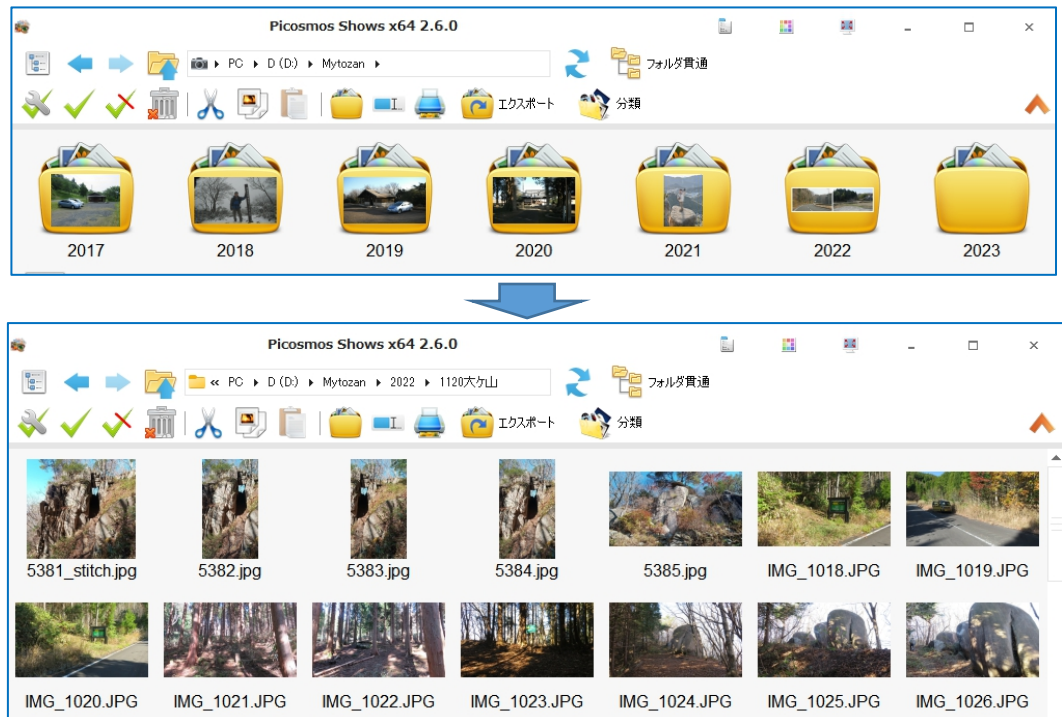 Picosmos Shows x64 2.6.0
PC ▸ D (D:) ▸ Mytozan ▸
フォルダ貫通
エクスポート 分類
2017 2018 2019 2020 2021 2022 2023
Picosmos Shows x64 2.6.0
« PC ▸ D (D:) ▸ Mytozan ▸ 2022 ▸ 1120大ケ山
フォルダ貫通
エクスポート 分類
5381_stitch.jpg 5382.jpg 5383.jpg 5384.jpg 5385.jpg IMG_1018.JPG IMG_1019.JPG
IMG_1020.JPG IMG_1021.JPG IMG_1022.JPG IMG_1023.JPG IMG_1024.JPG IMG_1025.JPG IMG_1026.JPG